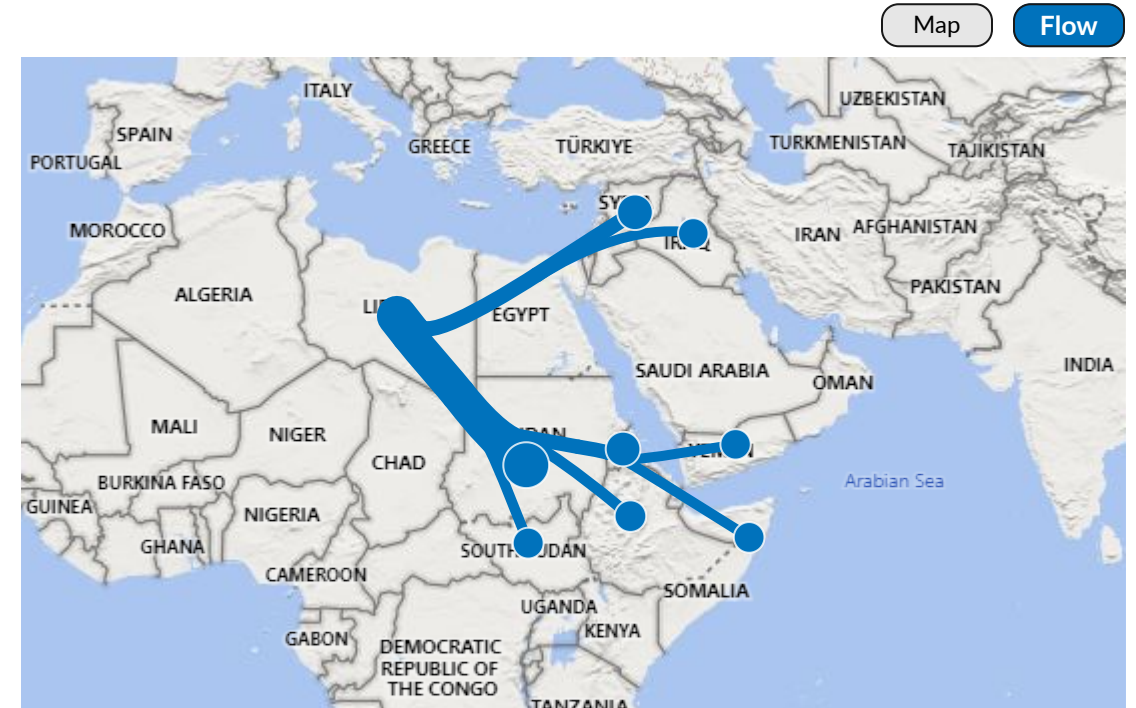 Map
Flow
ITALY
UZBEKISTAN
SPAIN
PORTUGAL
GREECE
TÜRKIYE
TURKMENISTAN
TAJIKISTAN
MOROCCO
IRAN
AFGHANISTAN
ALGERIA
EGYPT
PAKISTAN
SAUDI ARABIA
OMAN
INDIA
MALI
NIGER
CHAD
BURKINA FASO
Arabian Sea
GUINEA
NIGERIA
GHANA
CAMEROON
SOMALIA
UGANDA
KENYA
GABON
DEMOCRATIC
REPUBLIC OF
THE CONGO
TANZANIA